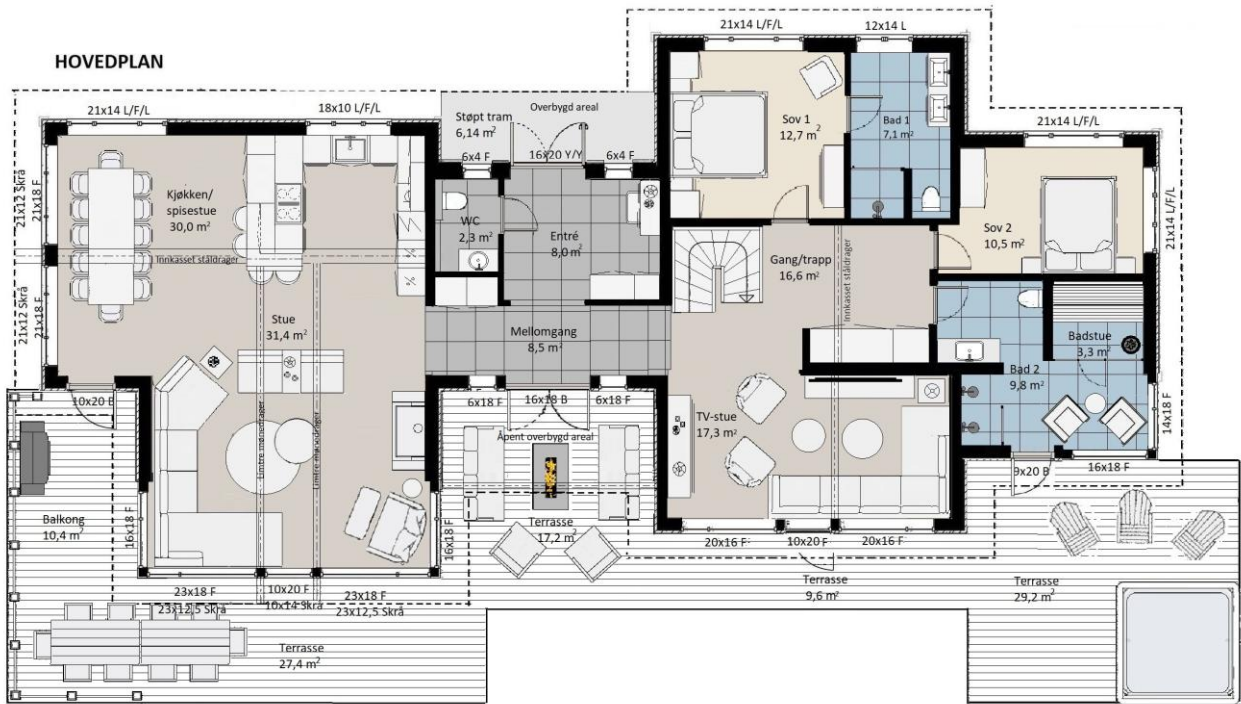 HOVEDPLAN
21x14 L/F/L
12x14 L
21x14 L/F/L
18x10 L/F/L
Støpt tram
6,14 m²
Overbygd areal
6x4 F
16x20 Y/Y
6x4 F
Sov 1
12,7 m²
Bad 1
7,1 m²
21x14 L/F/L
21x12 Skrå
21x18 F
Kjøkken/
spisestue
30,0 m²
WC
2,3 m²
Entré
8,0 m²
Sov 2
10,5 m²
21x14 L/F/L
Innkasset ståldrager
Gang/trapp
16,6 m²
Innkasset ståldrager
21x12 Skrå
21x18 F
Stue
31,4 m²
Mellomgang
8,5 m²
Badstue
3,3 m²
Bad 2
9,8 m²
10x20 B
6x18 F
16x18 B
6x18 F
14x18 F
Limtre mønedrager
Limtre mønedrager
Åpent overbygd areal
TV-stue
17,3 m²
9x20 B
16x18 F
Balkong
10,4 m²
16x18 F
16x18 F
Terrasse
17,2 m²
20x16 F
10x20 F
20x16 F
23x18 F
23x12,5 Skrå
10x20 F
10x14 Skrå
23x18 F
23x12,5 Skrå
Terrasse
9,6 m²
Terrasse
29,2 m²
Terrasse
27,4 m²